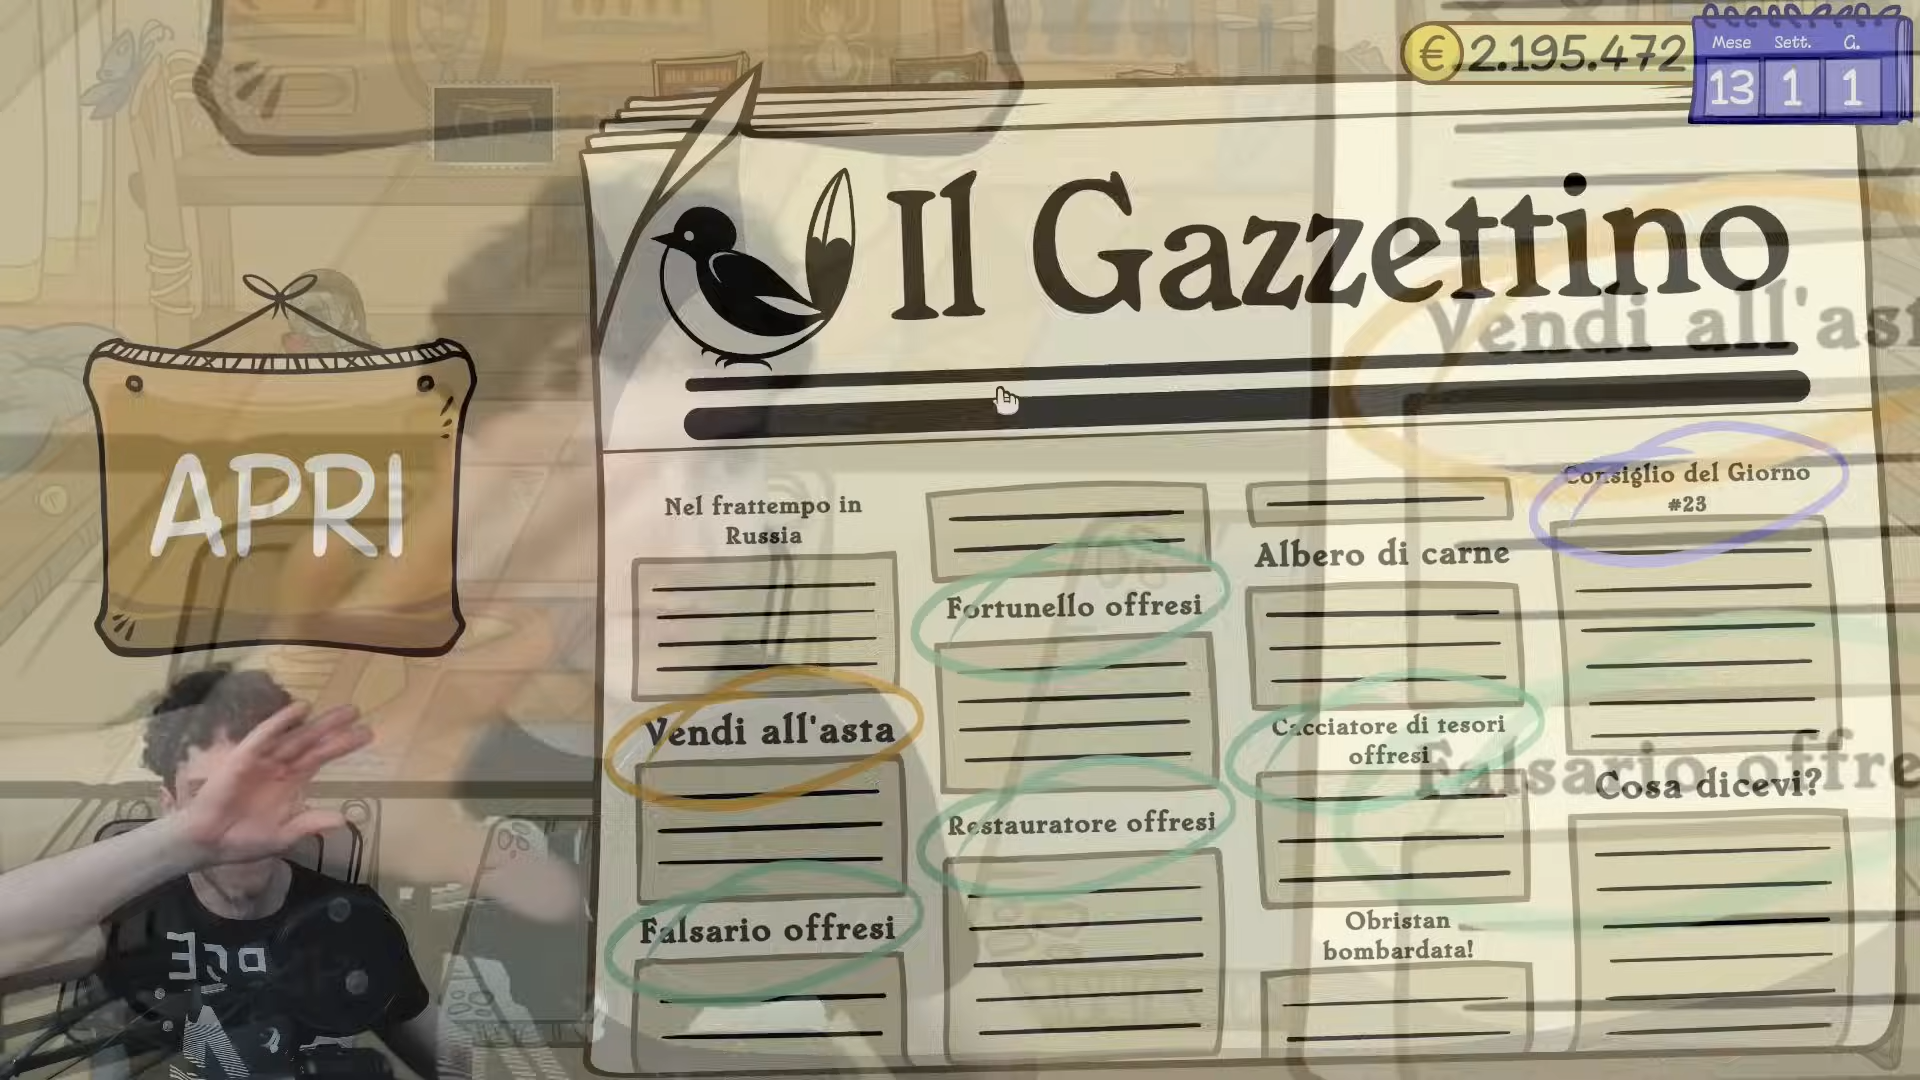 € 2.195.472
Mese Sett. G.
13 1 1
Il Gazzettino
Vendi all'ast
APRI
Nel frattempo in
Russia
Vendi all'asta
Falsario offresi
Fortunello offresi
Restauratore offresi
Albero di carne
Cacciatore di tesori
offresi
Obristan
bombardata!
Consiglio del Giorno
#23
Falsario offre
Cosa dicevi?